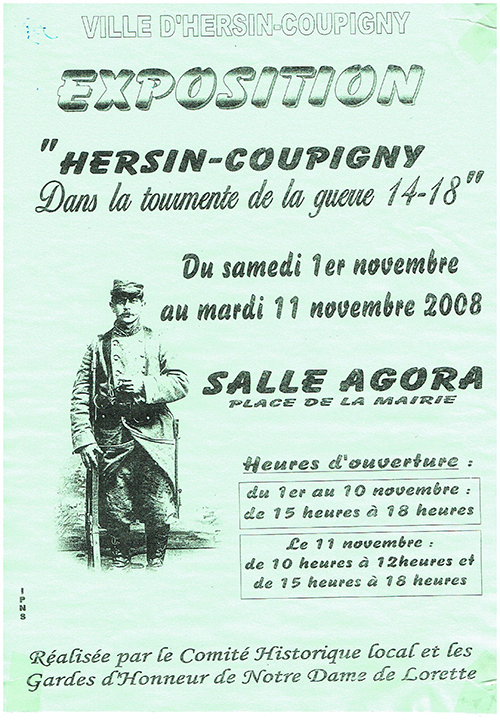 VILLE D'HERSIN-COUPIGNY
EXPOSITION
"HERSIN-COUPIGNY
Dans la tourmente de la guerre 14-18"
Du samedi 1er novembre
au mardi 11 novembre 2008
SALLE AGORA
PLACE DE LA MAIRIE
Heures d'ouverture :
du 1er au 10 novembre :
de 15 heures à 18 heures
Le 11 novembre :
de 10 heures à 12heures et
de 15 heures à 18 heures
IPNS
Réalisée par le Comité Historique local et les
Gardes d'Honneur de Notre Dame de Lorette